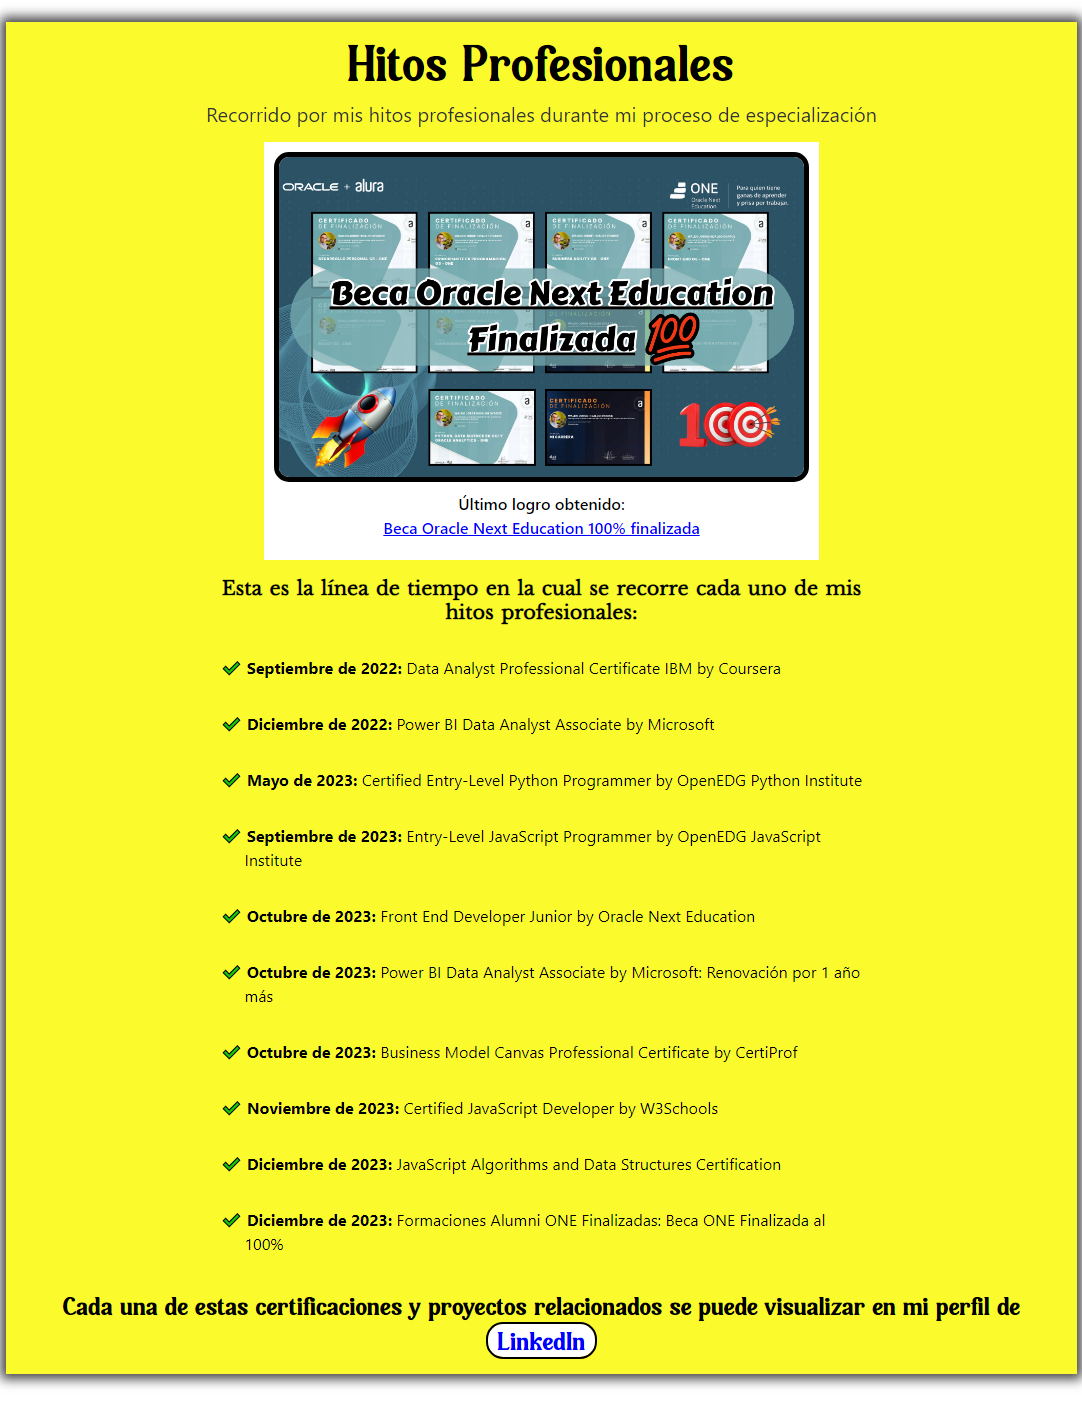 Hitos Profesionales
Recorrido por mis hitos profesionales durante mi proceso de especialización
ORACLE + alura
ONE
Oracle Next
Education
Para quien tiene
ganas de aprender
y prisa por trabajar.
CERTIFICADO
DE FINALIZACIÓN
CERTIFICADO
DE FINALIZACIÓN
CERTIFICADO
DE FINALIZACIÓN
CERTIFICADO
DE FINALIZACIÓN
Beca Oracle Next Education
Finalizada 100
CERTIFICADO
DE FINALIZACIÓN
CERTIFICADO
DE FINALIZACIÓN
100
Último logro obtenido:
Beca Oracle Next Education 100% finalizada
Esta es la línea de tiempo en la cual se recorre cada uno de mis
hitos profesionales:
Septiembre de 2022: Data Analyst Professional Certificate IBM by Coursera
Diciembre de 2022: Power BI Data Analyst Associate by Microsoft
Mayo de 2023: Certified Entry-Level Python Programmer by OpenEDG Python Institute
Septiembre de 2023: Entry-Level JavaScript Programmer by OpenEDG JavaScript
Institute
Octubre de 2023: Front End Developer Junior by Oracle Next Education
Octubre de 2023: Power BI Data Analyst Associate by Microsoft: Renovación por 1 año
más
Octubre de 2023: Business Model Canvas Professional Certificate by CertiProf
Noviembre de 2023: Certified JavaScript Developer by W3Schools
Diciembre de 2023: JavaScript Algorithms and Data Structures Certification
Diciembre de 2023: Formaciones Alumni ONE Finalizadas: Beca ONE Finalizada al
100%
Cada una de estas certificaciones y proyectos relacionados se puede visualizar en mi perfil de
LinkedIn